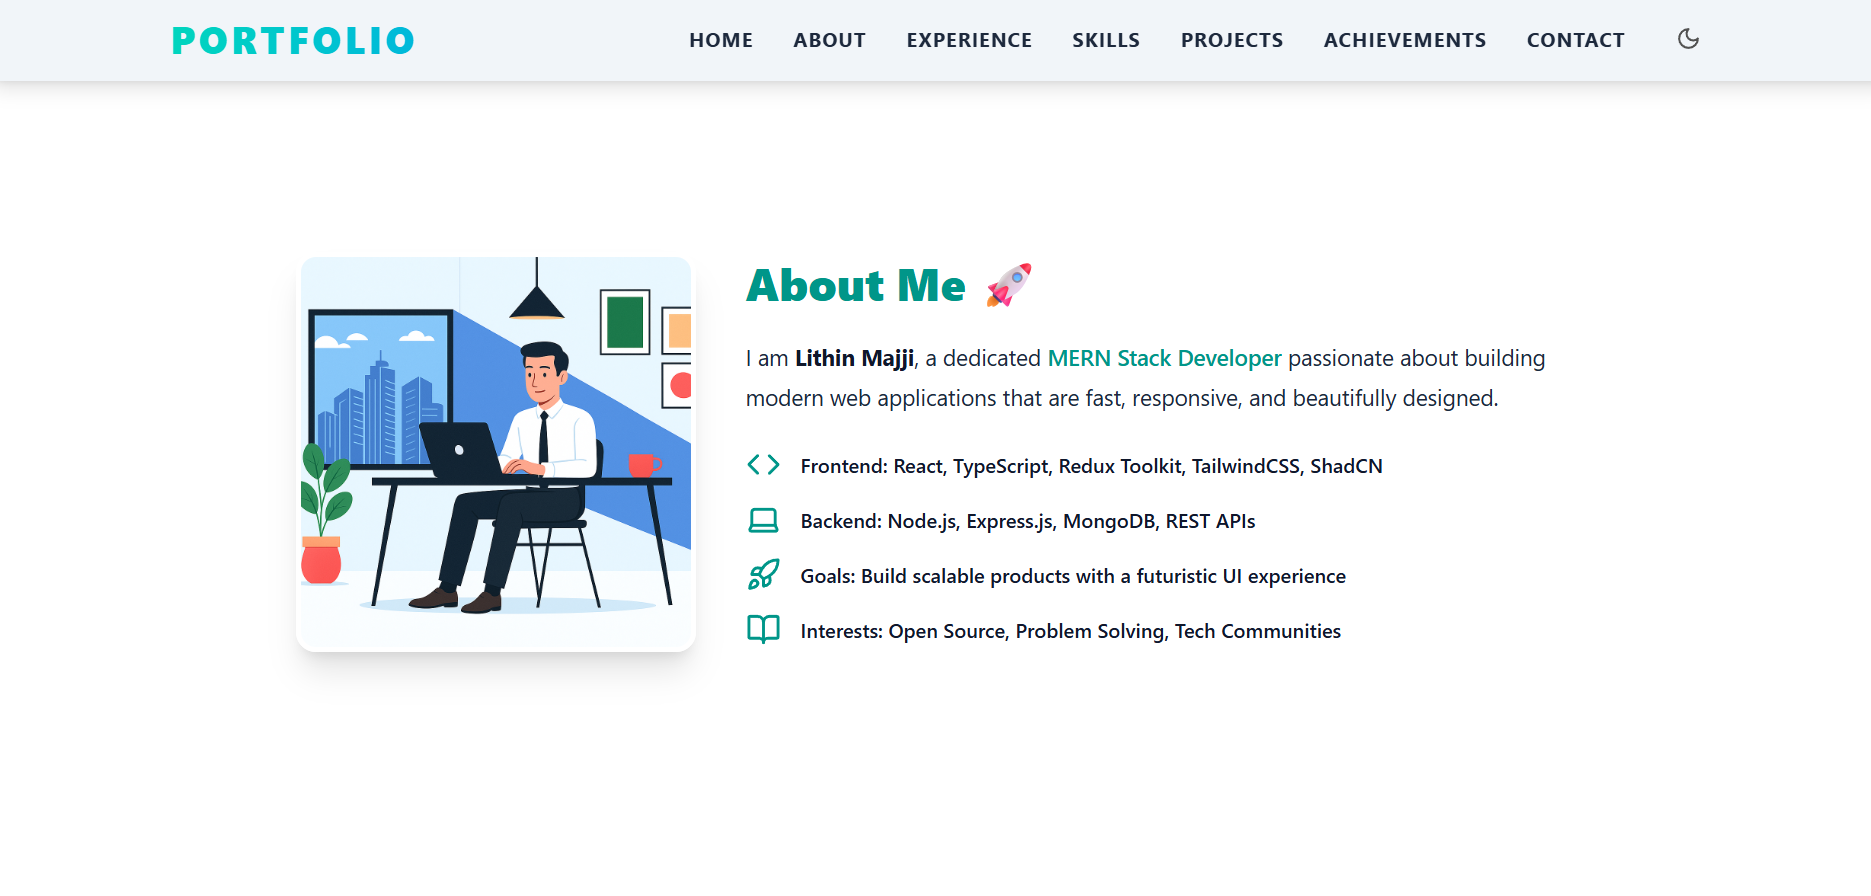 PORTFOLIO
HOME ABOUT EXPERIENCE SKILLS PROJECTS ACHIEVEMENTS CONTACT
About Me 🚀
I am Lithin Majji, a dedicated MERN Stack Developer passionate about building
modern web applications that are fast, responsive, and beautifully designed.
Frontend: React, TypeScript, Redux Toolkit, TailwindCSS, ShadCN
Backend: Node.js, Express.js, MongoDB, REST APIs
Goals: Build scalable products with a futuristic UI experience
Interests: Open Source, Problem Solving, Tech Communities